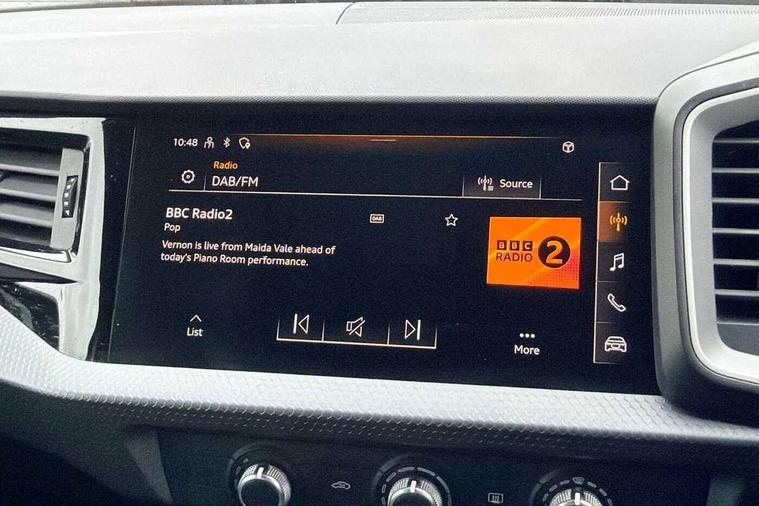 10:48
Radio
DAB/FM
Source
BBC Radio2
DAB
Pop
Vernon is live from Maida Vale ahead of
today's Piano Room performance.
BBC
RADIO 2
List
More